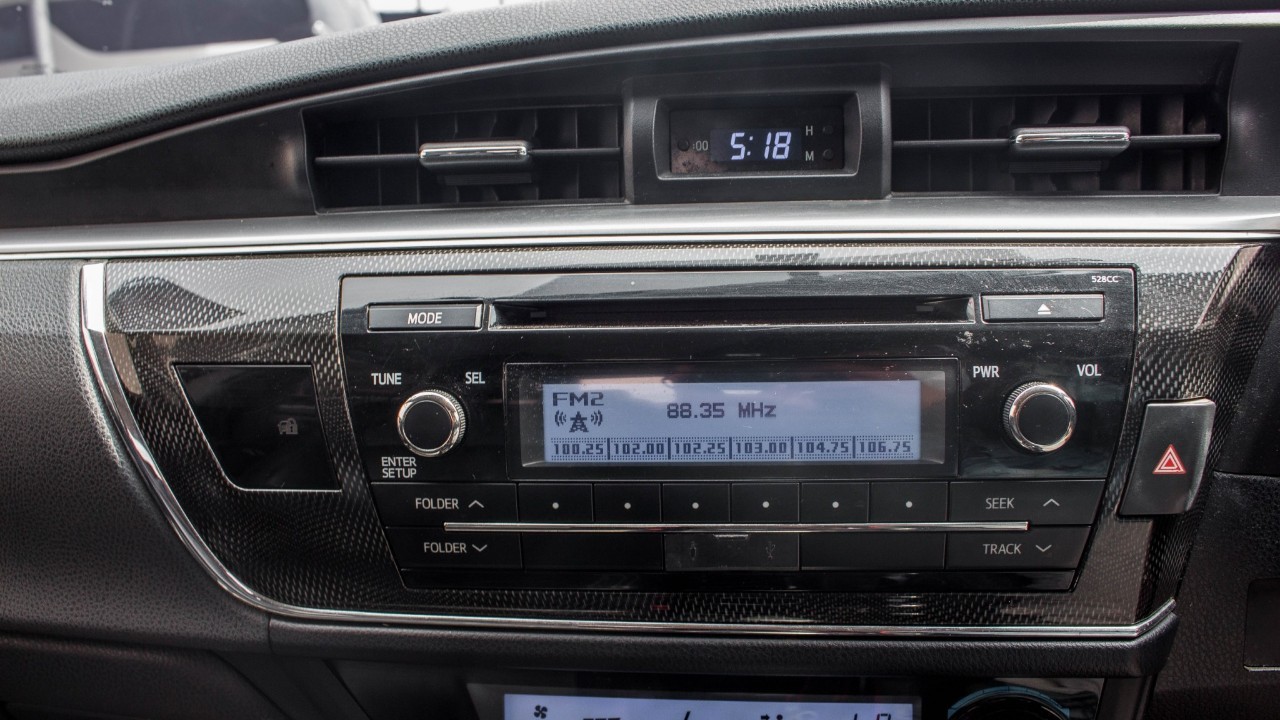 :00 5:18 H
M
528CC
MODE
TUNE SEL
PWR VOL
FM2
88.35 MHz
100.25 102.00 102.25 103.00 104.75 106.75
ENTER
SETUP
FOLDER
SEEK
FOLDER
TRACK